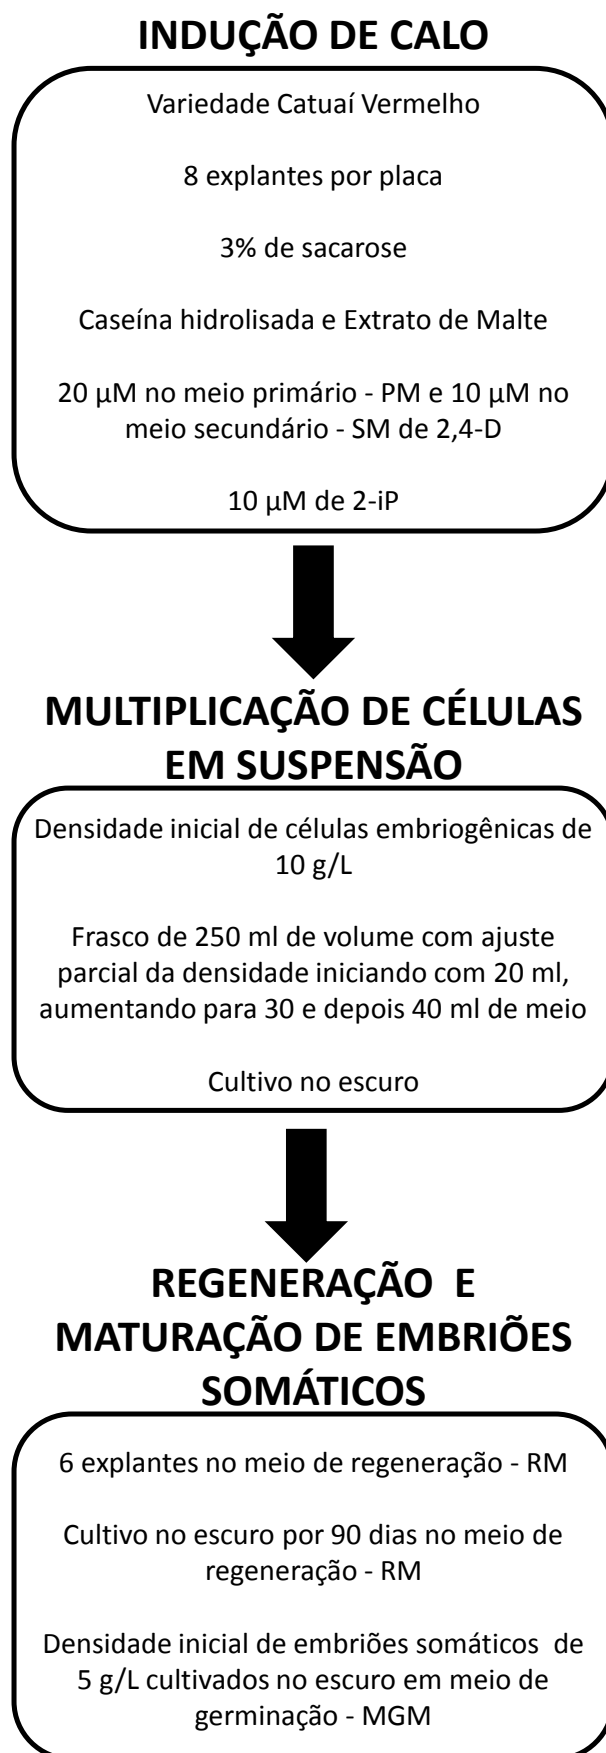 INDUÇÃO DE CALO
Variedade Catuaí Vermelho
8 explantes por placa
3% de sacarose
Caseína hidrolisada e Extrato de Malte
20 µM no meio primário - PM e 10 µM no
meio secundário - SM de 2,4-D
10 µM de 2-iP
MULTIPLICAÇÃO DE CÉLULAS
EM SUSPENSÃO
Densidade inicial de células embriogênicas de
10 g/L
Frasco de 250 ml de volume com ajuste
parcial da densidade iniciando com 20 ml,
aumentando para 30 e depois 40 ml de meio
Cultivo no escuro
REGENERAÇÃO E
MATURAÇÃO DE EMBRIÕES
SOMÁTICOS
6 explantes no meio de regeneração - RM
Cultivo no escuro por 90 dias no meio de
regeneração - RM
Densidade inicial de embriões somáticos de
5 g/L cultivados no escuro em meio de
germinação - MGM